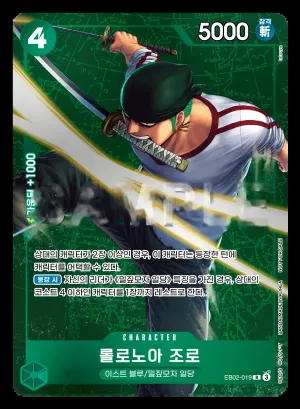 4
5000
참격
斬
카운터 +1000
SAMPLE
상대의 캐릭터가 2장 이상인 경우, 이 캐릭터는 등장한 턴에
캐릭터를 어택할 수 있다.
등장 시 자신의 리더가 《밀짚모자 일당》 특징을 가진 경우, 상대의
코스트 4 이하인 캐릭터를 1장까지 레스트로 한다.
CHARACTER
롤로노아 조로
이스트 블루/밀짚모자 일당
EB02-019 R 3